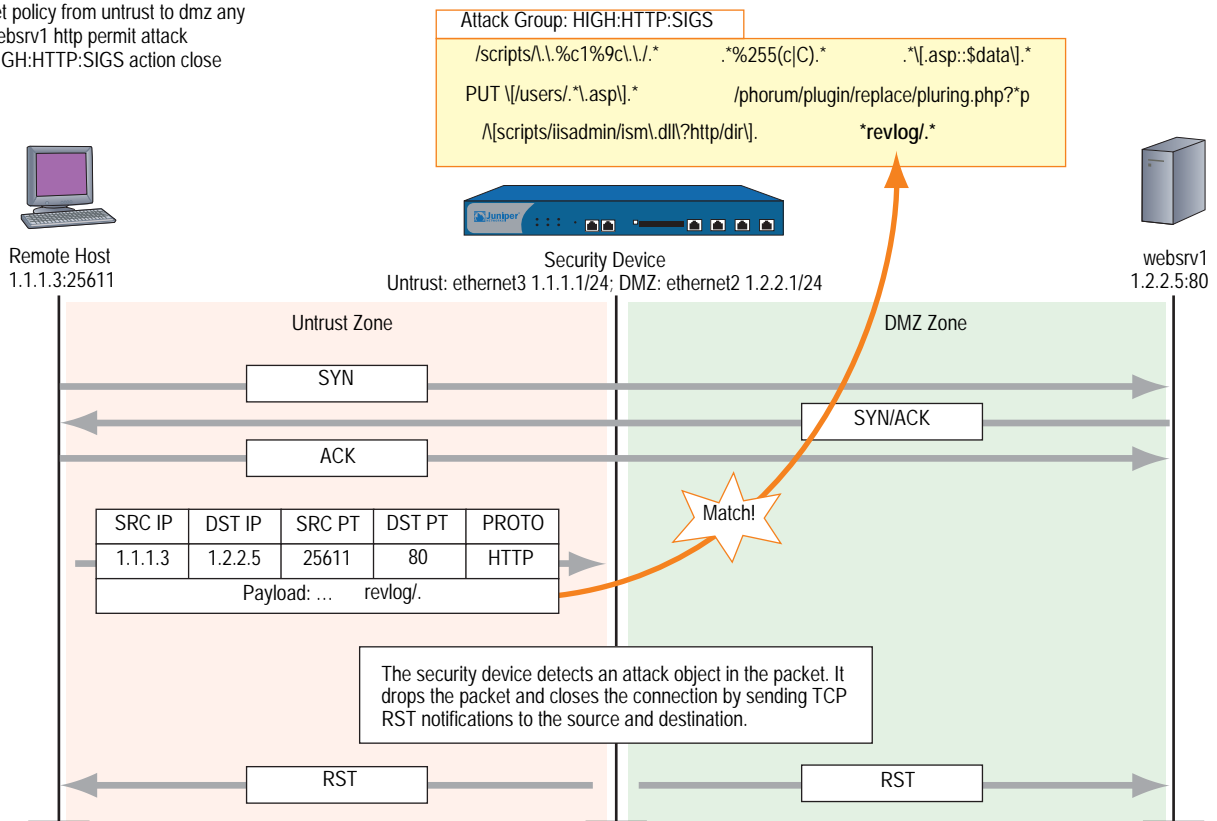 et policy from untrust to dmz any
ebsrv1 http permit attack
GH:HTTP:SIGS action close
Attack Group: HIGH:HTTP:SIGS
/scripts/\.\.%c1%9c\.\./.* .*%255(c|C).* .*\[.asp::$data\].*
PUT \[/users/.*\.asp\].* /phorum/plugin/replace/pluring.php?*p
/\[scripts/iisadmin/ism\.dll\?http/dir\]. *revlog/.*
Juniper
Remote Host
1.1.1.3:25611
Security Device
Untrust: ethernet3 1.1.1.1/24; DMZ: ethernet2 1.2.2.1/24
websrv1
1.2.2.5:80
Untrust Zone
DMZ Zone
SYN
SYN/ACK
ACK
Match!
SRC IP DST IP SRC PT DST PT PROTO
1.1.1.3 1.2.2.5 25611 80 HTTP
Payload: … revlog/.
The security device detects an attack object in the packet. It
drops the packet and closes the connection by sending TCP
RST notifications to the source and destination.
RST
RST